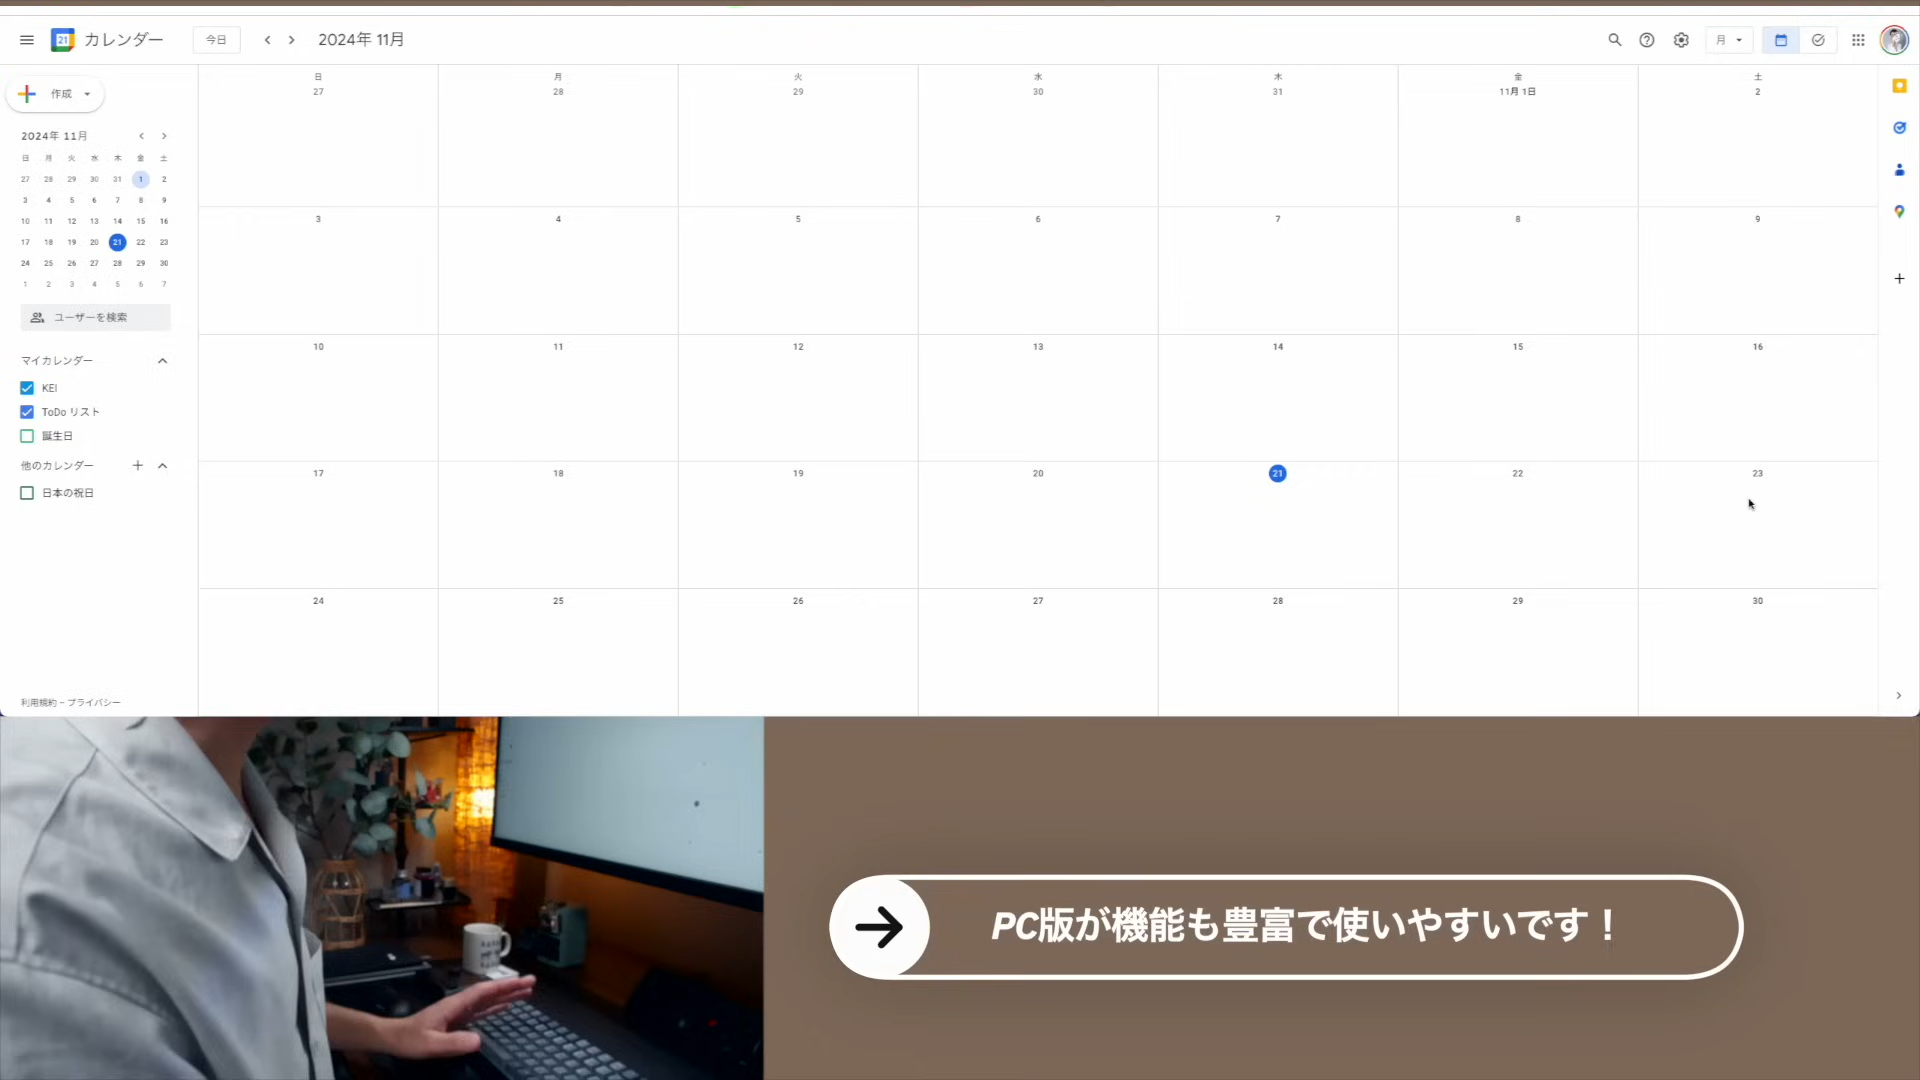 カレンダー
今日
2024年 11月
月
作成
2024年 11月
日 月 火 水 木 金 土
27 28 29 30 31 1 2
3 4 5 6 7 8 9
10 11 12 13 14 15 16
17 18 19 20 21 22 23
24 25 26 27 28 29 30
1 2 3 4 5 6 7
ユーザーを検索
マイカレンダー
KEI
ToDo リスト
誕生日
他のカレンダー
日本の祝日
利用規約 – プライバシー
日 月 火 水 木 金 土
27 28 29 30 31 11月 1日 2
3 4 5 6 7 8 9
10 11 12 13 14 15 16
17 18 19 20 21 22 23
24 25 26 27 28 29 30
PC版が機能も豊富で使いやすいです！